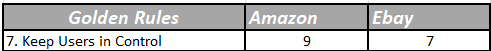 Golden Rules Amazon Ebay
7. Keep Users in Control 9 7